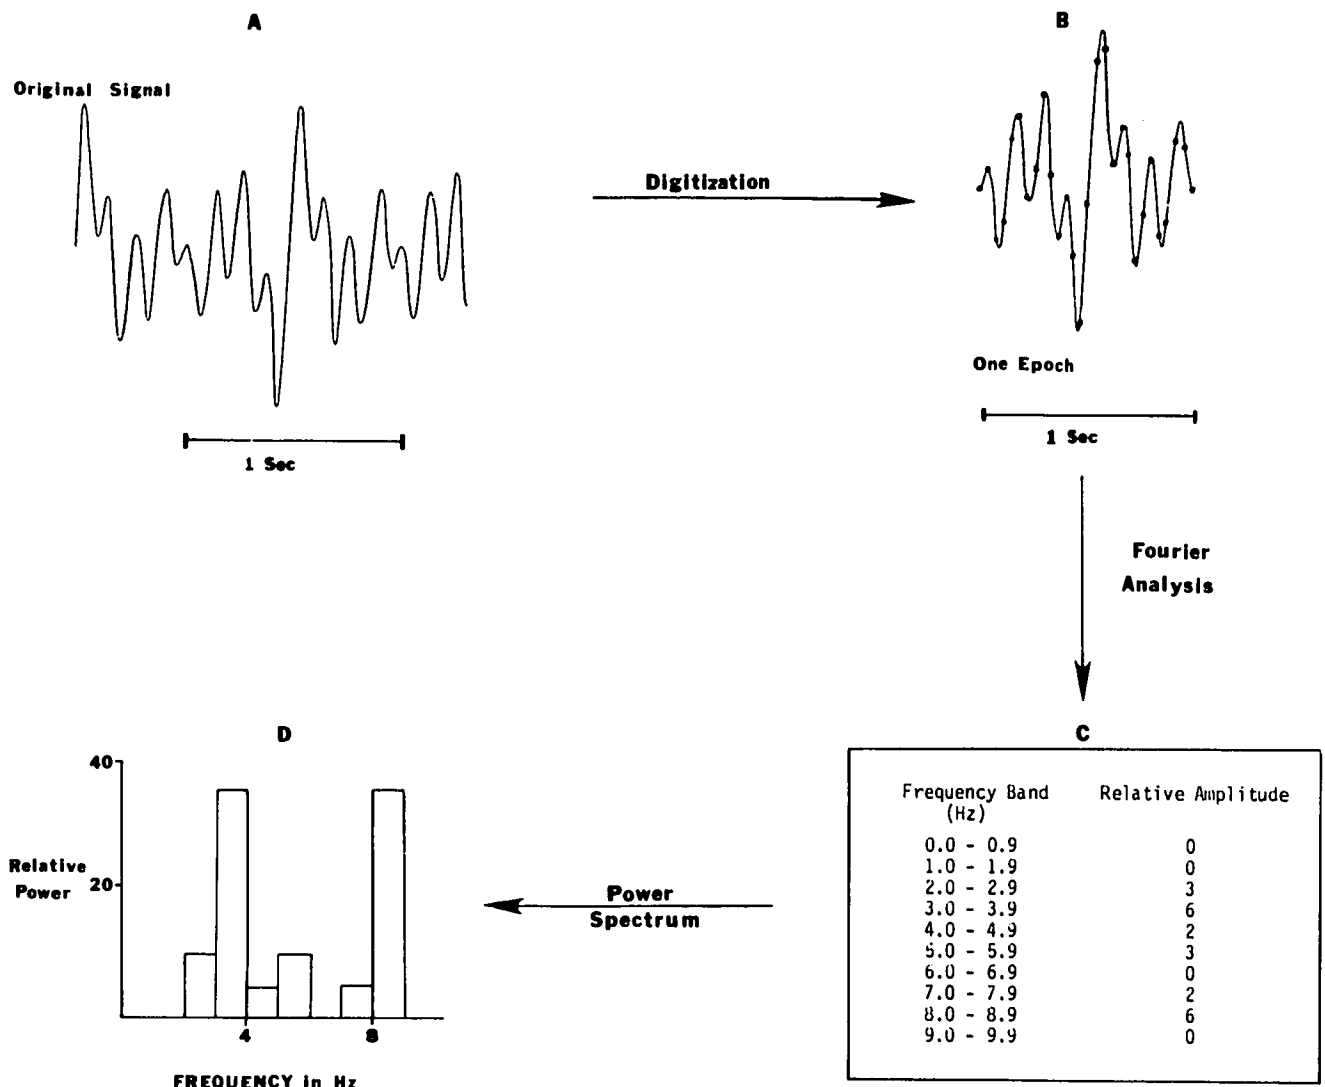 A
Original Signal
1 Sec
Digitization
B
One Epoch
1 Sec
Fourier
Analysis
C
Frequency Band Relative Amplitude
(Hz)
0.0 - 0.9 0
1.0 - 1.9 0
2.0 - 2.9 3
3.0 - 3.9 6
4.0 - 4.9 2
5.0 - 5.9 3
6.0 - 6.9 0
7.0 - 7.9 2
8.0 - 8.9 6
9.0 - 9.9 0
Power
Spectrum
D
40
Relative
Power
20
4 8
FREQUENCY in Hz